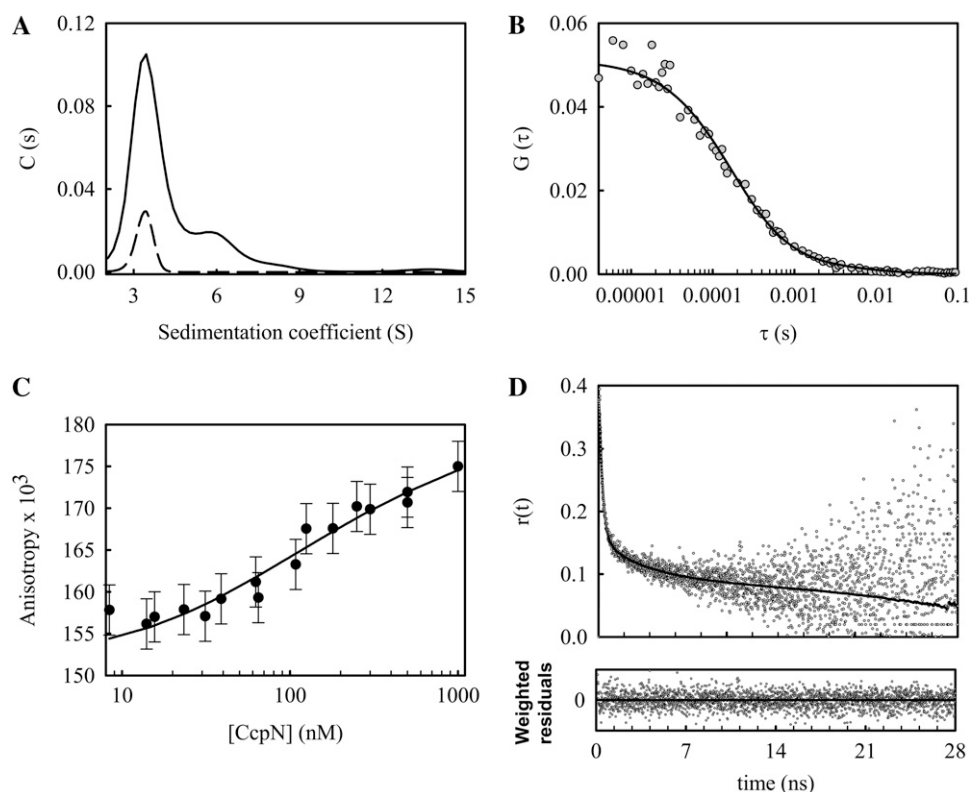 A
0.12
0.08
0.04
0.00
C (s)
3 6 9 12 15
Sedimentation coefficient (S)
B
0.06
0.04
0.02
0.00
G (τ)
0.00001 0.0001 0.001 0.01 0.1
τ (s)
C
180
175
170
165
160
155
150
Anisotropy x 10³
10 100 1000
[CcpN] (nM)
D
0.4
0.3
0.2
0.1
0.0
r(t)
Weighted
residuals
0
0 7 14 21 28
time (ns)